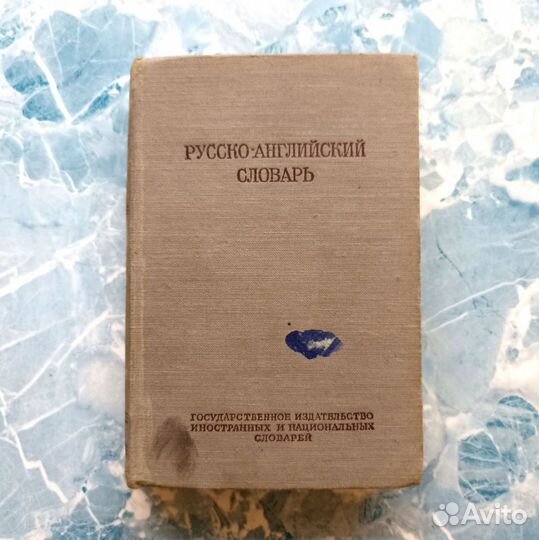 РУССКО-АНГЛИЙСКИЙ
СЛОВАРЬ
ГОСУДАРСТВЕННОЕ ИЗДАТЕЛЬСТВО
ИНОСТРАННЫХ И НАЦИОНАЛЬНЫХ
СЛОВАРЕЙ
Avito